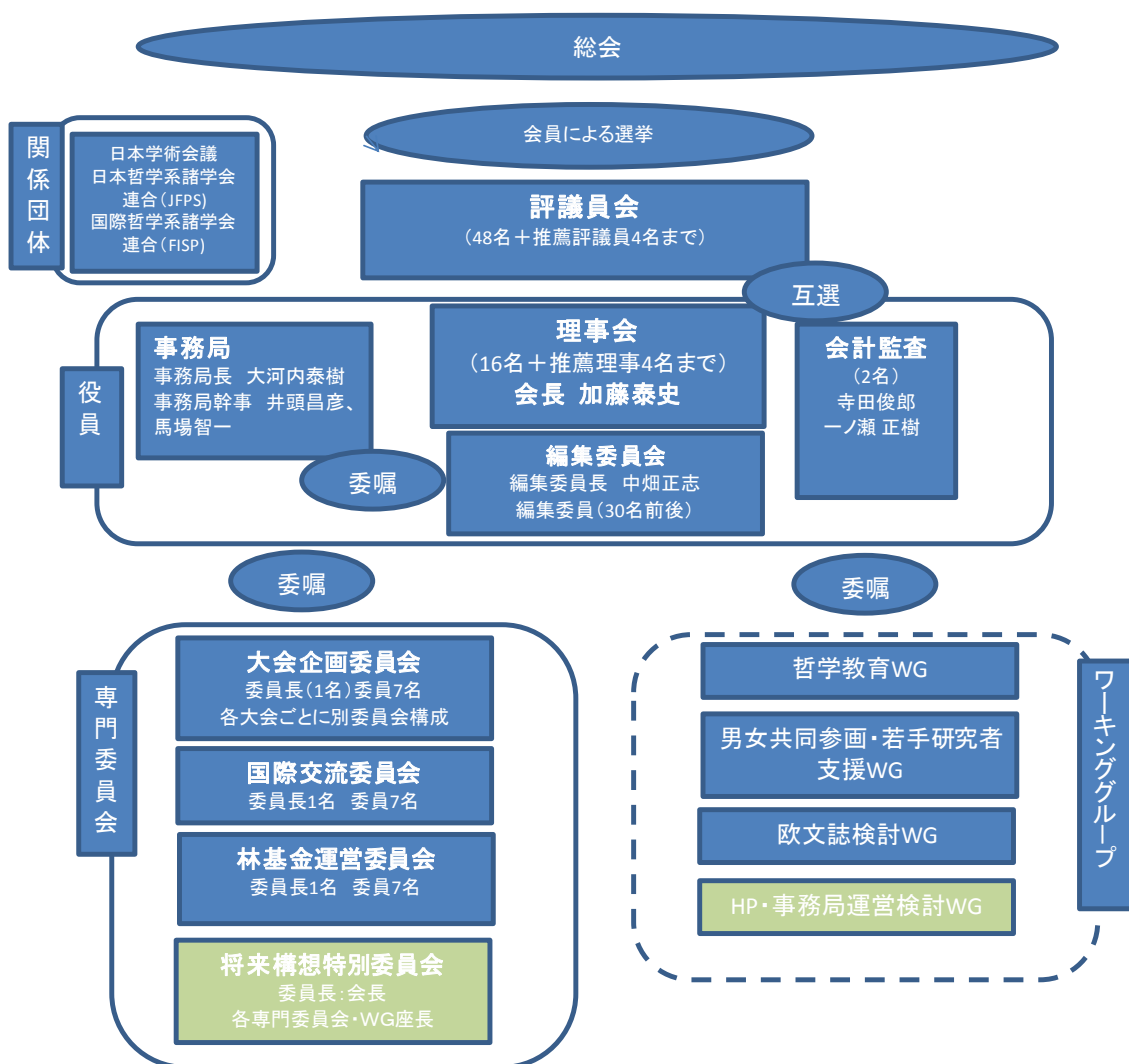 総会
会員による選挙
関係団体
日本学術会議
日本哲学系諸学会
連合(JFPS)
国際哲学系諸学会
連合(FISP)
評議員会
(48名＋推薦評議員4名まで)
互選
役員
事務局
事務局長 大河内泰樹
事務局幹事 井頭昌彦、
馬場智一
理事会
(16名＋推薦理事4名まで)
会長 加藤泰史
会計監査
(2名)
寺田俊郎
一ノ瀬 正樹
委嘱
編集委員会
編集委員長 中畑正志
編集委員(30名前後)
委嘱
委嘱
専門委員会
大会企画委員会
委員長(1名)委員7名
各大会ごとに別委員会構成
国際交流委員会
委員長1名 委員7名
林基金運営委員会
委員長1名 委員7名
将来構想特別委員会
委員長:会長
各専門委員会・WG座長
ワーキンググループ
哲学教育WG
男女共同参画・若手研究者
支援WG
欧文誌検討WG
HP・事務局運営検討WG